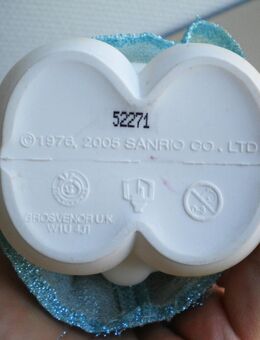 52271
©1976, 2005 SANRIO CO., LTD
GROSVENOR U.K